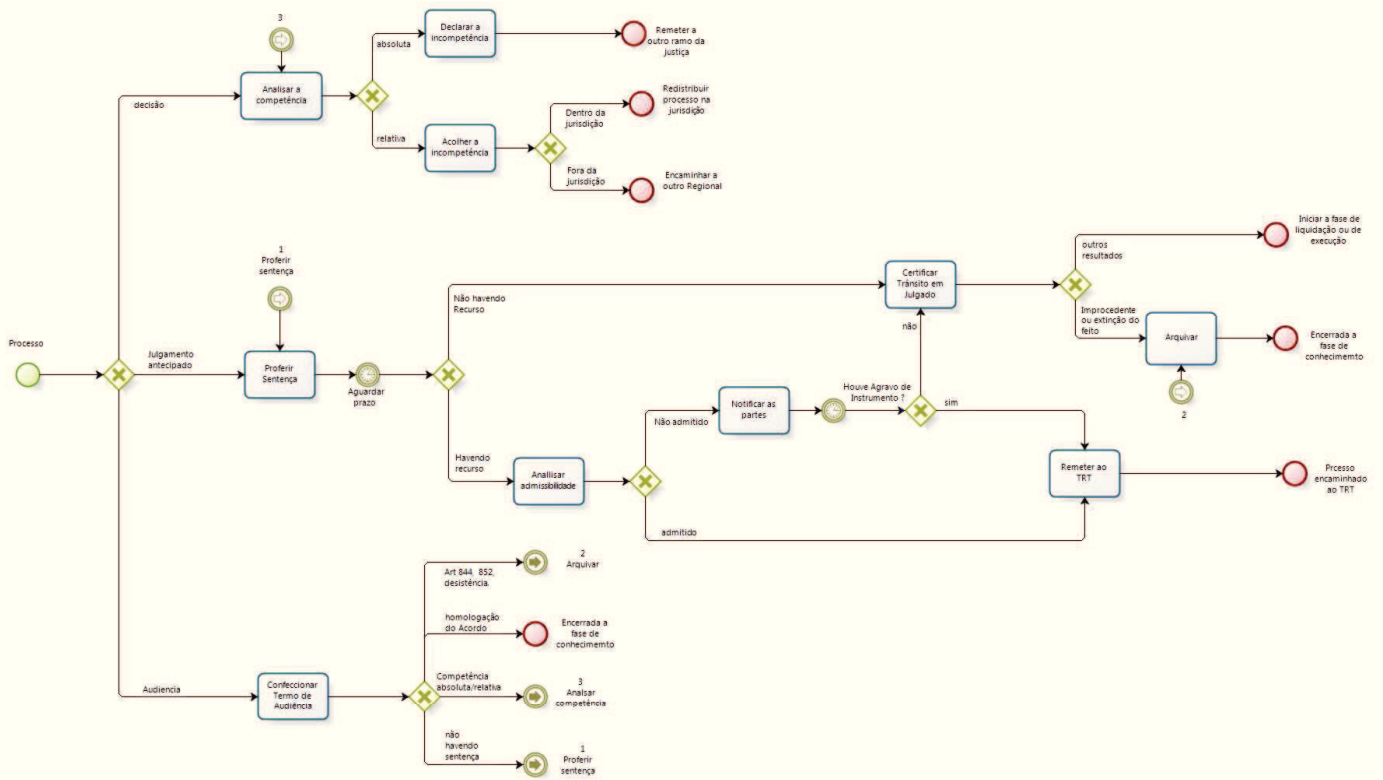 3
Declarar a
incompetência
Remeter a
outro ramo da
justiça
absoluta
Analisar a
competência
decisão
Redistribuir
processo na
jurisdição
Dentro da
jurisdição
relativa
Acolher a
incompetência
Fora da
jurisdição
Encaminhar a
outro Regional
1
Proferir
sentença
Iniciar a fase de
liquidação ou de
execução
outros
resultados
Certificar
Trânsito em
Julgado
Não havendo
Recurso
Improcedente
ou extinção do
feito
não
Arquivar
Encerrada a
fase de
conhecimemto
Processo
Julgamento
antecipado
Proferir
Sentença
Aguardar
prazo
Houve Agravo de
Instrumento ?
Notificar as
partes
sim
2
Não admitido
Havendo
recurso
Anallisar
admissibilidade
Remeter ao
TRT
Prcesso
encaminhado
ao TRT
admitido
2
Arquivar
Art 844, 852,
desistência.
homologação
do Acordo
Encerrada a
fase de
conhecimemto
Audiencia
Confeccionar
Termo de
Audiência
Competência
absoluta/relativa
3
Analsar
competência
não
havendo
sentença
1
Proferir
sentença